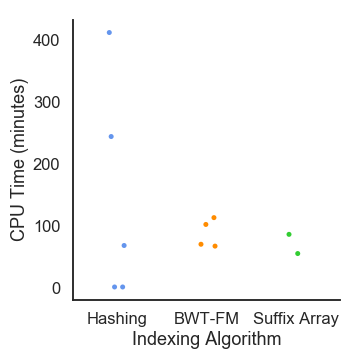 400
300
200
100
0
CPU Time (minutes)
Hashing BWT-FM Suffix Array
Indexing Algorithm